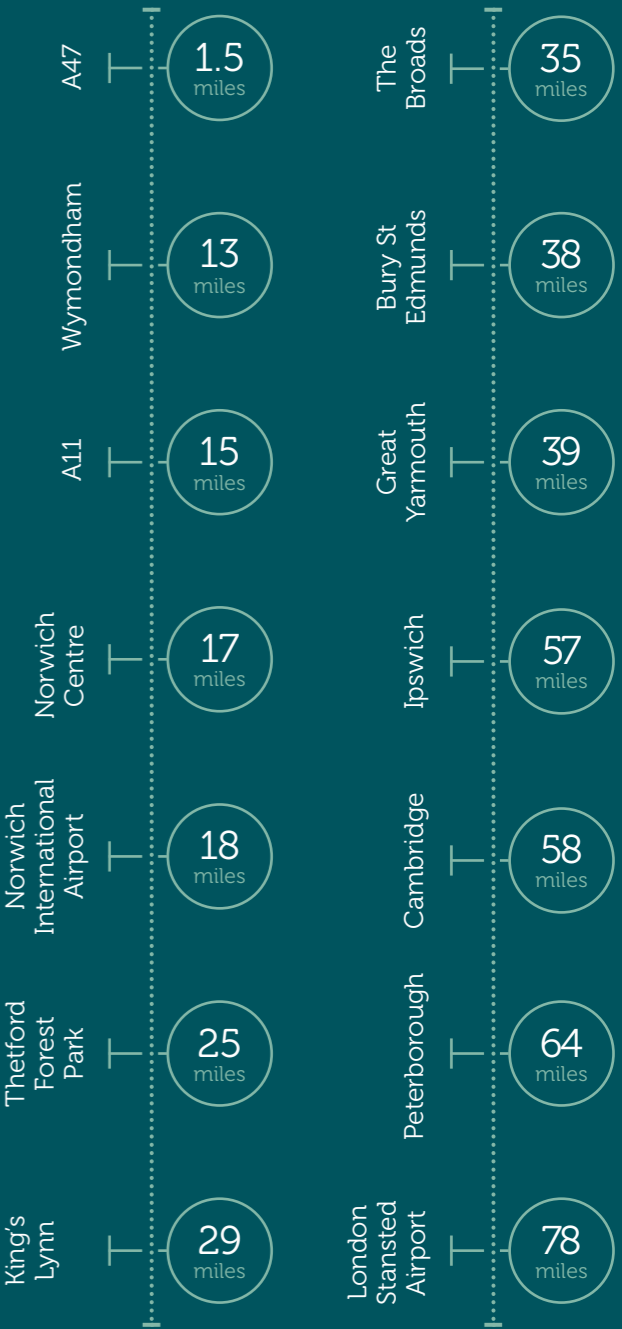 A47
1.5
miles
Wymondham
13
miles
A11
15
miles
Norwich
Centre
17
miles
Norwich
International
Airport
18
miles
Thetford
Forest
Park
25
miles
King's
Lynn
29
miles
The
Broads
35
miles
Bury St
Edmunds
38
miles
Great
Yarmouth
39
miles
Ipswich
57
miles
Cambridge
58
miles
Peterborough
64
miles
London
Stansted
Airport
78
miles